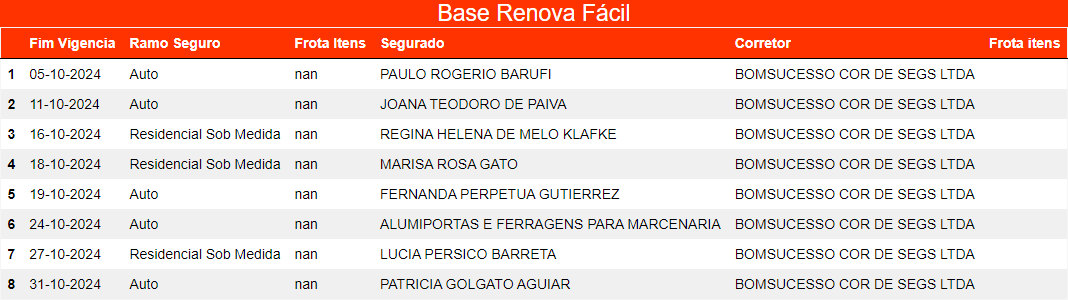 Base Renova Fácil
Fim Vigencia Ramo Seguro Frota Itens Segurado Corretor Frota itens
1 05-10-2024 Auto nan PAULO ROGERIO BARUFI BOMSUCESSO COR DE SEGS LTDA
2 11-10-2024 Auto nan JOANA TEODORO DE PAIVA BOMSUCESSO COR DE SEGS LTDA
3 16-10-2024 Residencial Sob Medida nan REGINA HELENA DE MELO KLAFKE BOMSUCESSO COR DE SEGS LTDA
4 18-10-2024 Residencial Sob Medida nan MARISA ROSA GATO BOMSUCESSO COR DE SEGS LTDA
5 19-10-2024 Auto nan FERNANDA PERPETUA GUTIERREZ BOMSUCESSO COR DE SEGS LTDA
6 24-10-2024 Auto nan ALUMIPORTAS E FERRAGENS PARA MARCENARIA BOMSUCESSO COR DE SEGS LTDA
7 27-10-2024 Residencial Sob Medida nan LUCIA PERSICO BARRETA BOMSUCESSO COR DE SEGS LTDA
8 31-10-2024 Auto nan PATRICIA GOLGATO AGUIAR BOMSUCESSO COR DE SEGS LTDA